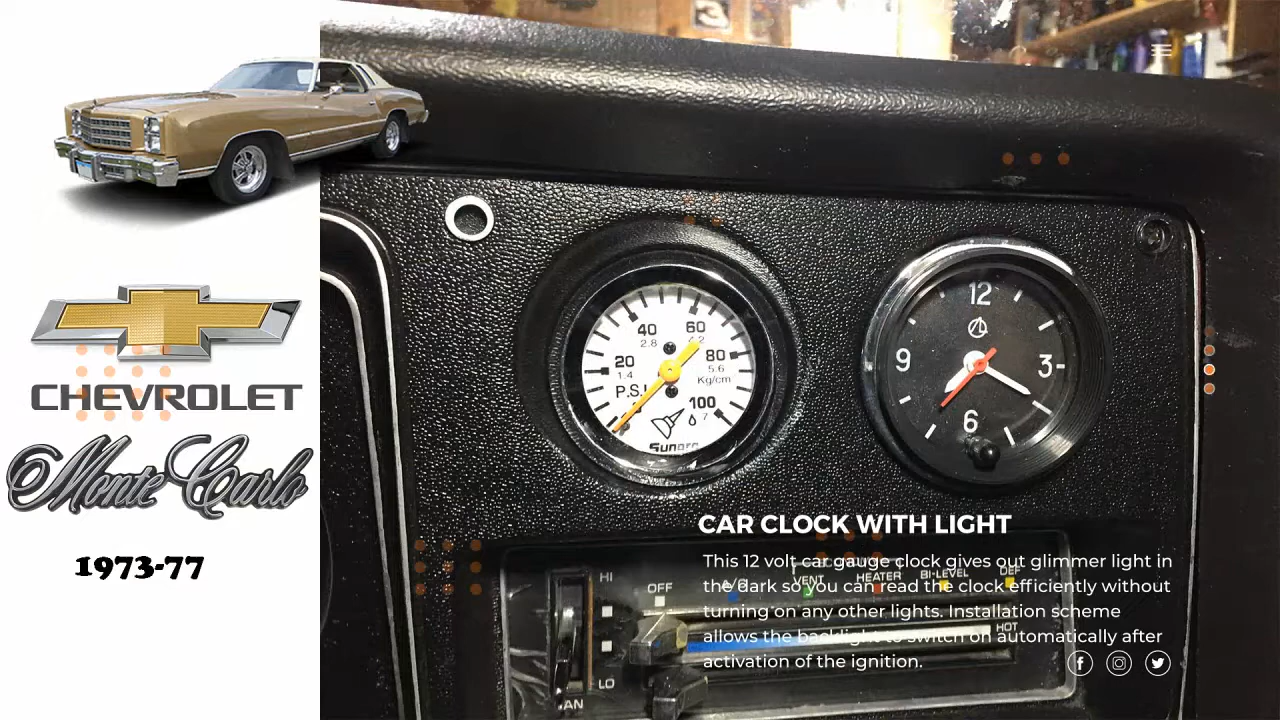 CHEVROLET
Monte Carlo
1973-77
12
3
6
9
20
40
60
80
100
1.4
2.8
4.2
5.6
7
P.S.I
Kg/cm
Sunpro
CAR CLOCK WITH LIGHT
This 12 volt car gauge clock gives out glimmer light in
the dark so you can read the clock efficiently without
turning on any other lights. Installation scheme
allows the backlight to switch on automatically after
activation of the ignition.
HI
LO
FAN
OFF
A/C
VENT
HEATER
BI-LEVEL
DEF
HOT